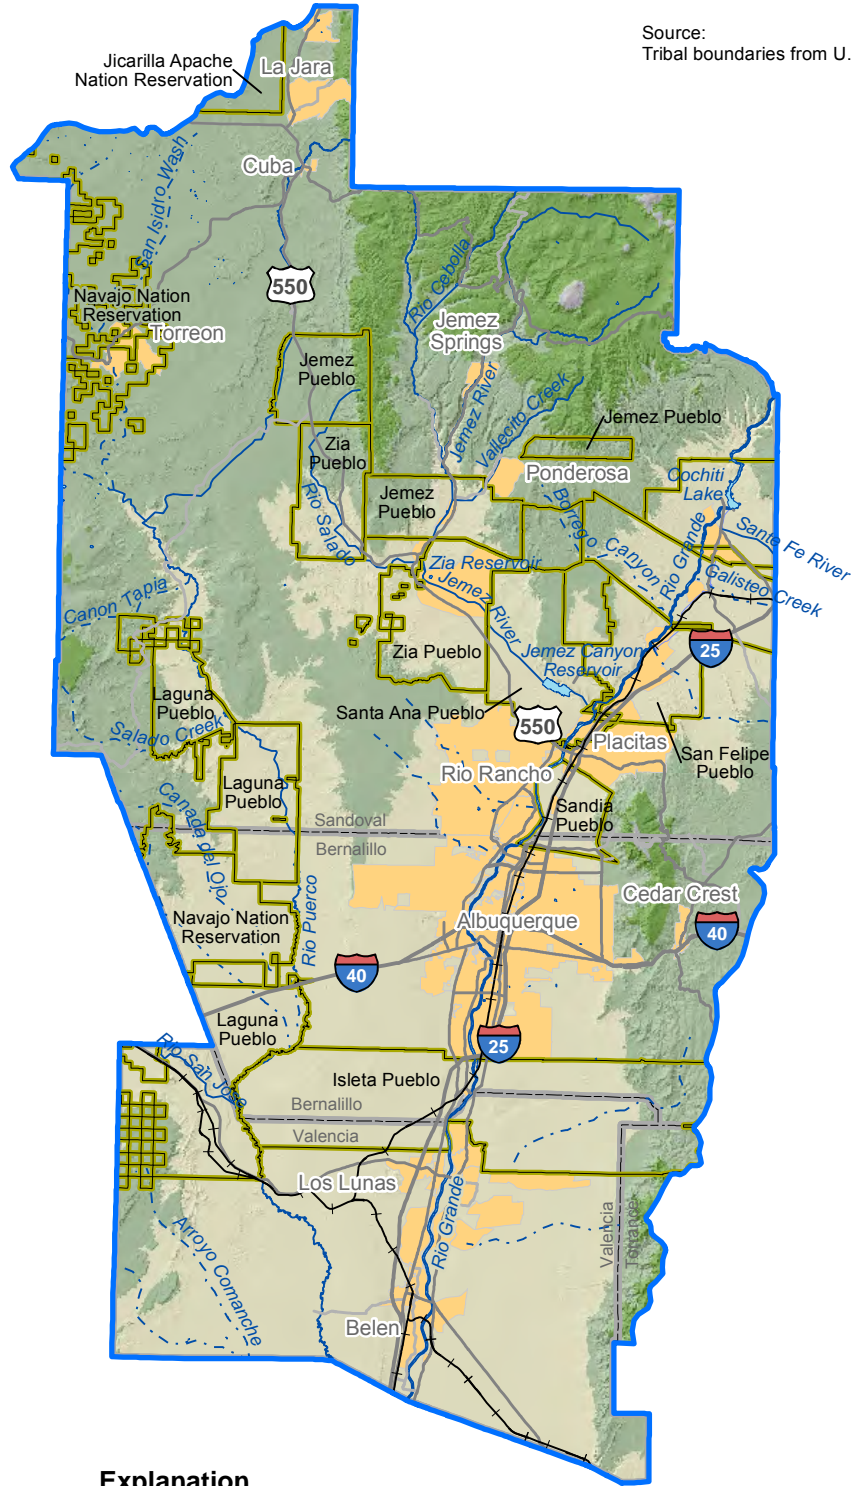 Source:
Tribal boundaries from U.
Jicarilla Apache
Nation Reservation
La Jara
Cuba
San Isidro Wash
550
Navajo Nation
Reservation
Torreon
Rio Cebolla
Jemez
Springs
Jemez
Pueblo
Jemez River
Vallecito Creek
Jemez Pueblo
Zia
Pueblo
Ponderosa
Cochiti
Lake
Jemez
Pueblo
Rio Salado
Borrego Canyon
Rio Grande
Sante Fe River
Zia Reservoir
Galisteo Creek
Jemez River
Canon Tapia
25
Zia Pueblo
Jemez Canyon
Reservoir
Laguna
Pueblo
Santa Ana Pueblo
550
Salado Creek
Placitas
San Felipe
Pueblo
Rio Rancho
Laguna
Pueblo
Sandia
Pueblo
Canada del Ojo
Sandoval
Bernalillo
Cedar Crest
Navajo Nation
Reservation
Rio Puerco
Albuquerque
40
40
Laguna
Pueblo
25
Rio San Jose
Isleta Pueblo
Bernalillo
Valencia
Los Lunas
Rio Grande
Valencia
Torrance
Arroyo Comanche
Belen
Explanation